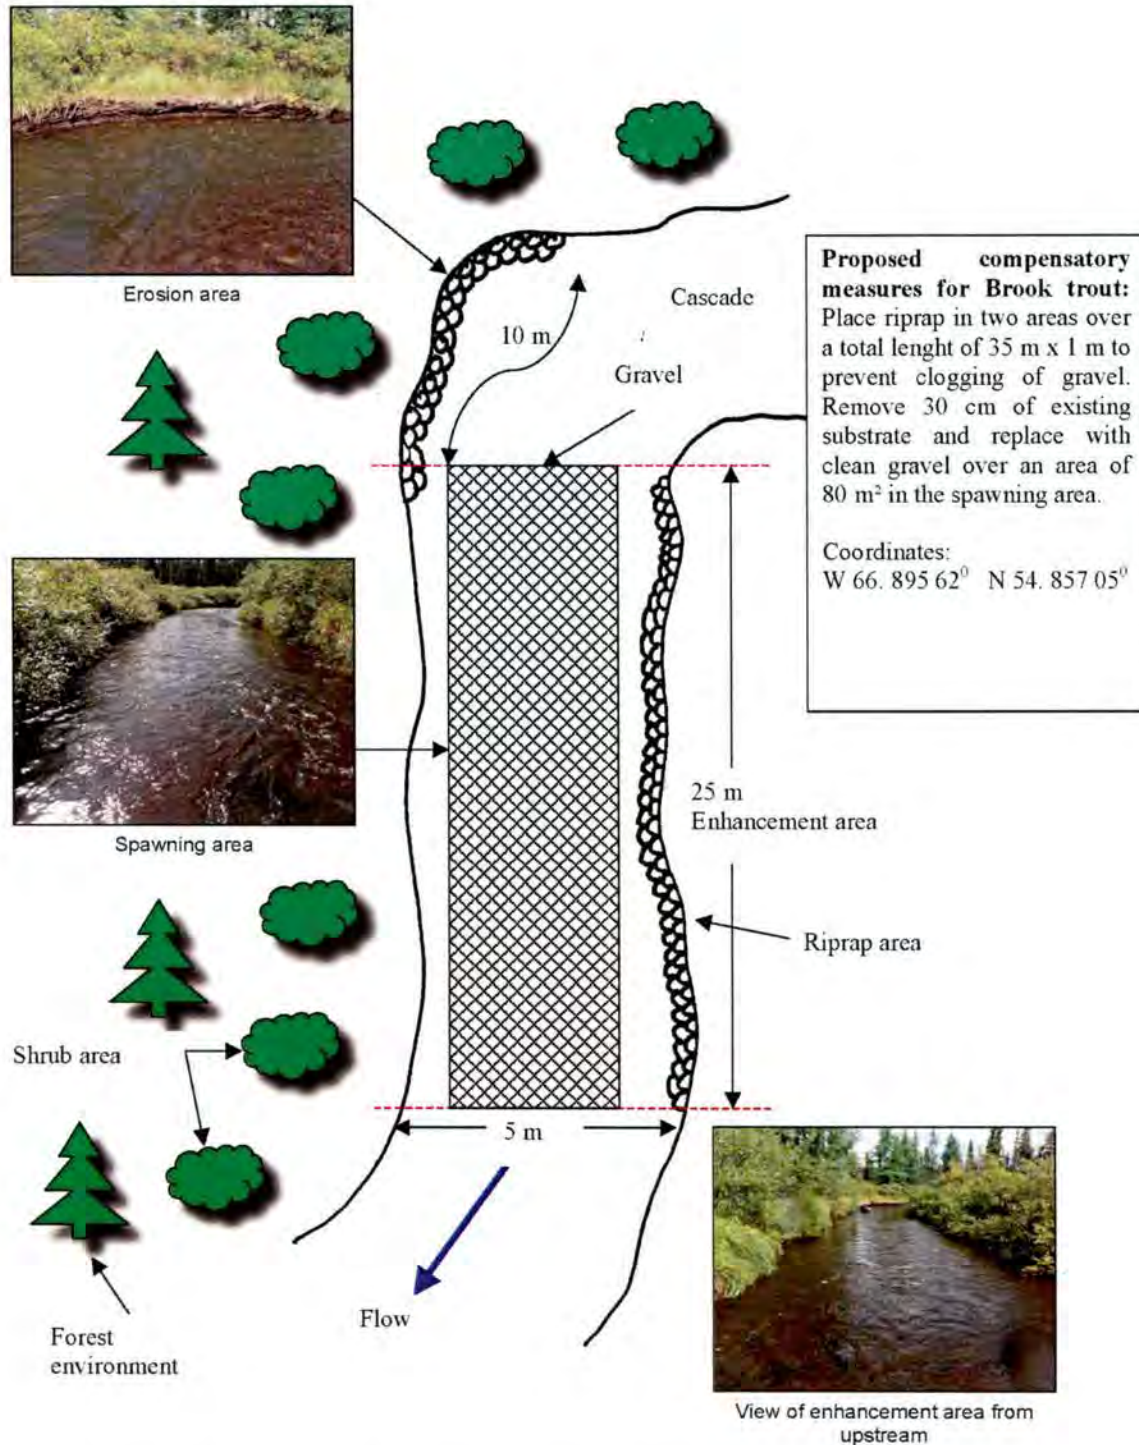 Erosion area
Cascade
10 m
Gravel
Proposed compensatory
measures for Brook trout:
Place riprap in two areas over
a total lenght of 35 m x 1 m to
prevent clogging of gravel.
Remove 30 cm of existing
substrate and replace with
clean gravel over an area of
80 m² in the spawning area.
Coordinates:
W 66. 895 62⁰ N 54. 857 05⁰
Spawning area
25 m
Enhancement area
Riprap area
Shrub area
5 m
Flow
Forest
environment
View of enhancement area from
upstream